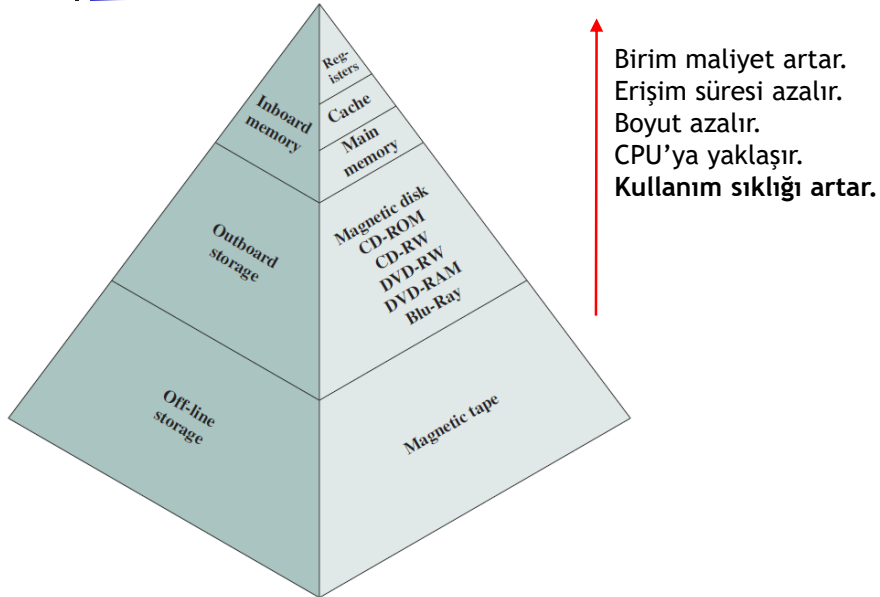 Reg-
isters
Cache
Main
memory
Inboard
memory
Magnetic disk
CD-ROM
CD-RW
DVD-RW
DVD-RAM
Blu-Ray
Outboard
storage
Magnetic tape
Off-line
storage
Birim maliyet artar.
Erişim süresi azalır.
Boyut azalır.
CPU’ya yaklaşır.
Kullanım sıklığı artar.